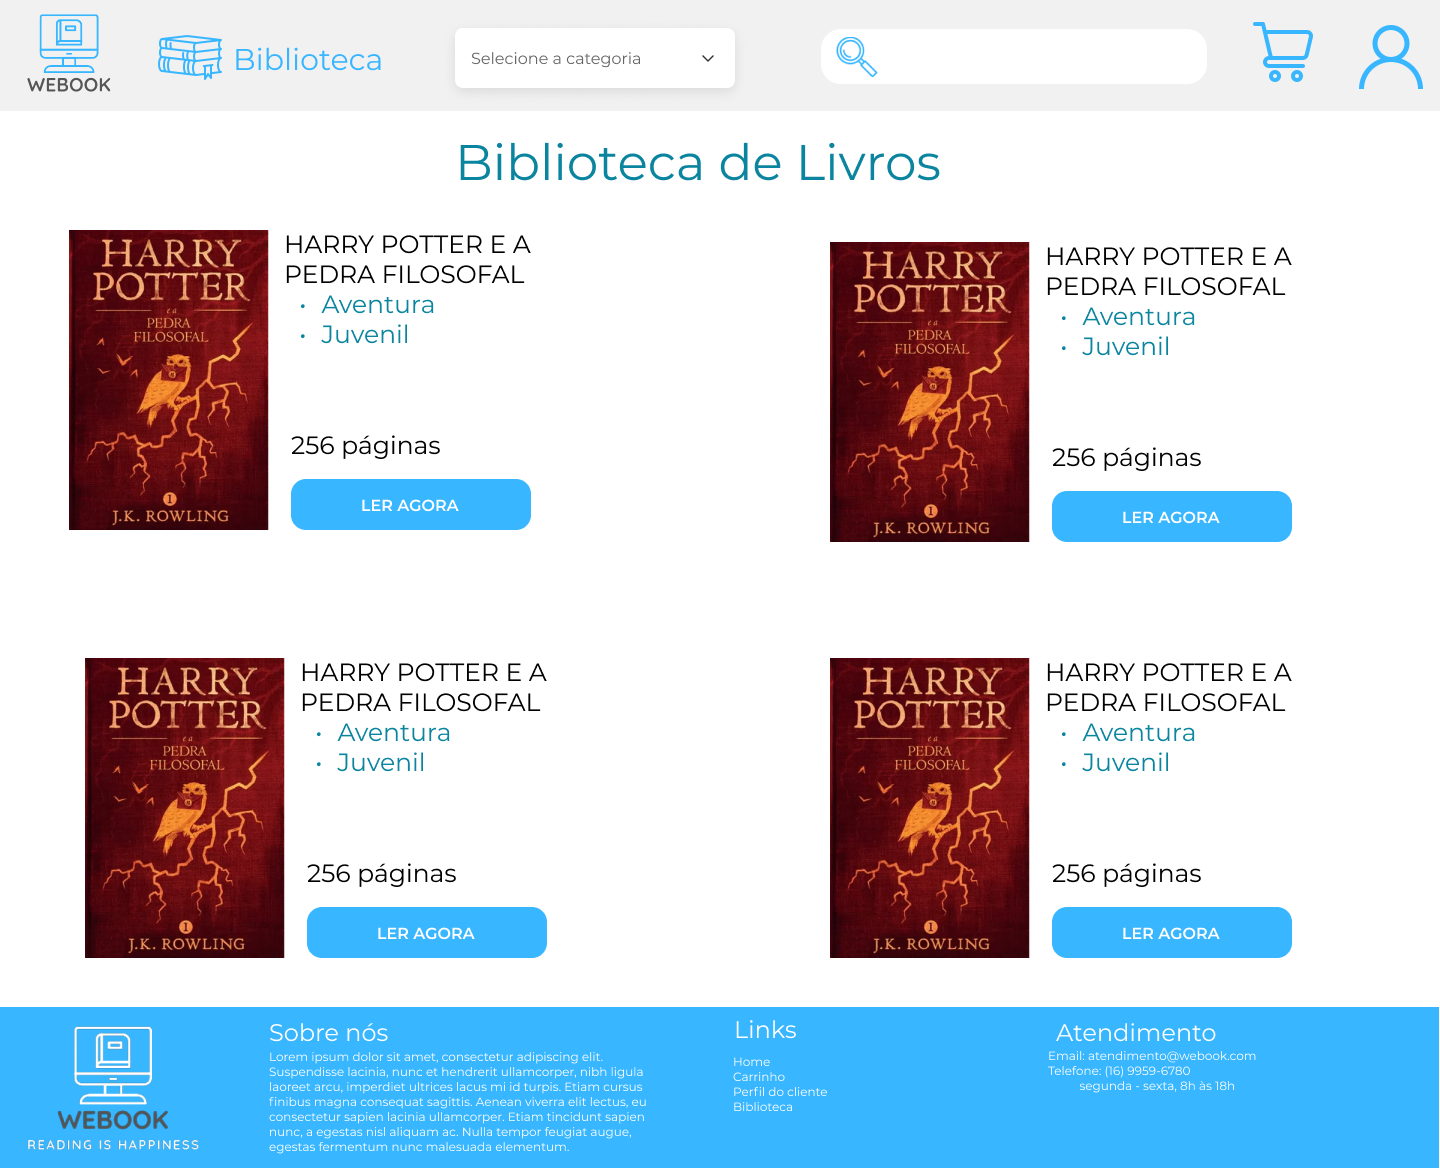 WEBOOK
Biblioteca
Selecione a categoria
Biblioteca de Livros
HARRY
POTTER
e a
PEDRA
FILOSOFAL
1
J.K. ROWLING
HARRY POTTER E A
PEDRA FILOSOFAL
• Aventura
• Juvenil
256 páginas
LER AGORA
HARRY
POTTER
e a
PEDRA
FILOSOFAL
1
J.K. ROWLING
HARRY POTTER E A
PEDRA FILOSOFAL
• Aventura
• Juvenil
256 páginas
LER AGORA
HARRY
POTTER
e a
PEDRA
FILOSOFAL
1
J.K. ROWLING
HARRY POTTER E A
PEDRA FILOSOFAL
• Aventura
• Juvenil
256 páginas
LER AGORA
HARRY
POTTER
e a
PEDRA
FILOSOFAL
1
J.K. ROWLING
HARRY POTTER E A
PEDRA FILOSOFAL
• Aventura
• Juvenil
256 páginas
LER AGORA
WEBOOK
READING IS HAPPINESS
Sobre nós
Lorem ipsum dolor sit amet, consectetur adipiscing elit.
Suspendisse lacinia, nunc et hendrerit ullamcorper, nibh ligula
laoreet arcu, imperdiet ultrices lacus mi id turpis. Etiam cursus
finibus magna consequat sagittis. Aenean viverra elit lectus, eu
consectetur sapien lacinia ullamcorper. Etiam tincidunt sapien
nunc, a egestas nisl aliquam ac. Nulla tempor feugiat augue,
egestas fermentum nunc malesuada elementum.
Links
Home
Carrinho
Perfil do cliente
Biblioteca
Atendimento
Email: atendimento@webook.com
Telefone: (16) 9959-6780
segunda - sexta, 8h às 18h